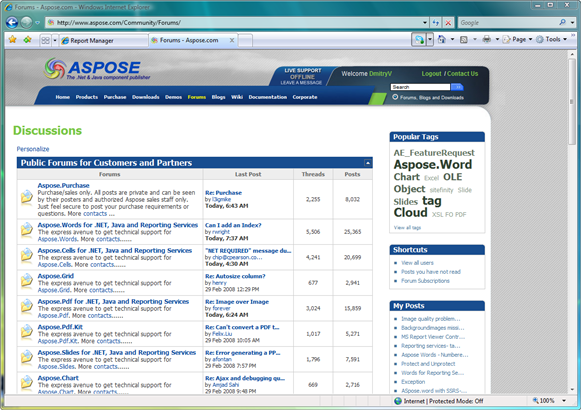 Forums - Aspose.com - Windows Internet Explorer
http://www.aspose.com/Community/Forums/
Google
Report Manager
Forums - Aspose.com
Page
Tools
ASPOSE
The .Net & Java component publisher
LIVE SUPPORT
OFFLINE
LEAVE A MESSAGE
Welcome DmitryV
Logout / Contact Us
Search
Forums, Blogs and Downloads
Home Products Purchase Downloads Demos Forums Blogs Wiki Documentation Corporate
Discussions
Personalize
Public Forums for Customers and Partners
Forums Last Post Threads Posts
Aspose.Purchase
Purchase/sales only. All posts are private and can be seen
by their posters and authorized Aspose sales staff only.
Just feel secure to post your purchase requirements or
questions. More contacts ...
Re: Purchase
by l3gnike
Today, 6:43 AM
2,255
8,032
Aspose.Words for .NET, Java and Reporting Services
The express avenue to get technical support for
Aspose.Words. More contacts......
Can I add an Index?
by rwright
Today, 7:37 AM
5,506
25,365
Aspose.Cells for .NET, Java and Reporting Services
The express avenue to get technical support for
Aspose.Cells. More contacts......
"NET REQUIRED" message du...
by chip@cpearson.co...
Today, 4:30 AM
4,241
20,699
Aspose.Grid
The express avenue to get technical support for
Aspose.Grid. More contacts......
Re: Autosize column?
by henry
29 Feb 2008 12:29 PM
677
2,941
Aspose.Pdf for .NET, Java and Reporting Services
The express avenue to get technical support for
Aspose.Pdf. More contacts......
Re: Image over Image
by forever
Today, 6:24 AM
3,024
15,859
Aspose.Pdf.Kit
The express avenue to get technical support for
Aspose.Pdf.Kit. More contacts......
Re: Can't convert a PDF t...
by Felix.Liu
29 Feb 2008 10:05 AM
1,017
5,271
Aspose.Slides for .NET, Java and Reporting Services
The express avenue to get technical support for
Aspose.Slides. More contacts......
Re: Error generating a PP...
by afontan
29 Feb 2008 7:57 PM
1,796
7,591
Aspose.Chart
The express avenue to get technical support for
Aspose.Chart. More contacts......
Re: Ajax and debugging qu...
by Amjad Sahi
29 Feb 2008 9:48 PM
669
2,716
Popular Tags
AE_FeatureRequest
Aspose.Word
Chart Excel OLE
Object sitefinity Slide
Slides tag
Cloud XSL FO PDF
View all tags
Shortcuts
View all users
Posts you have not read
Forum Subscriptions
My Posts
Image quality problem...
Backgroundimages missi...
MS Report Viewer Contr...
Reporting Services- ta...
Aspose Words - Numbere...
Protect and Unprotect
Words for Reporting Se...
Exception
Aspose.word with SSRS-...
Internet | Protected Mode: Off
100%